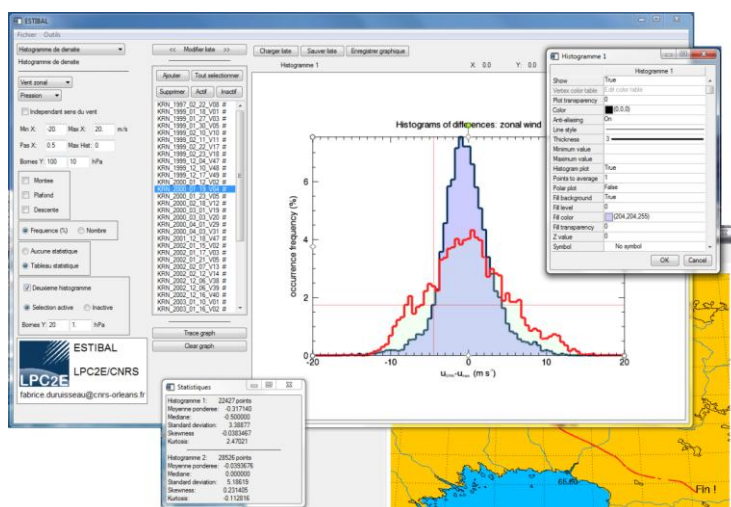 ESTIBAL
Fichier Outils
Histogramme de densite
Histogramme de densite
Vent zonal
Pression
Independant sens du vent
Min X: -20. Max X: 20. m/s
Pas X: 0.5 Max Hist: 0
Bornes Y: 100 10 hPa
Montee
Plafond
Descente
Frequence (%) Nombre
Aucune statistique
Tableau statistique
Deuxieme histogramme
Selection active Inactive
Bornes Y: 20 1. hPa
ESTIBAL
LPC2E/CNRS
LPC2E
fabrice.duruisseau@cnrs-orleans.fr
<< Modifier liste >>
Ajouter Tout selectionner
Supprimer Actif Inactif
KRN_1997_02_22_V08 #
KRN_1999_01_18_V01 #
KRN_1999_01_27_V03 #
KRN_1999_01_30_V05 #
KRN_1999_02_10_V10 #
KRN_1999_02_11_V11 #
KRN_1999_02_22_V17 #
KRN_1999_02_23_V18 #
KRN_1999_12_04_V47 #
KRN_1999_12_10_V48 #
KRN_1999_12_17_V49 #
KRN_2000_01_12_V02 #
KRN_2000_01_19_V04 #
KRN_2000_01_23_V05 #
KRN_2000_02_18_V12 #
KRN_2000_03_01_V19 #
KRN_2000_03_03_V20 #
KRN_2000_04_01_V29 #
KRN_2000_04_03_V31 #
KRN_2001_12_18_V47 #
KRN_2002_01_15_V02 #
KRN_2002_01_17_V03 #
KRN_2002_01_21_V05 #
KRN_2002_02_07_V13 #
KRN_2002_02_12_V14 #
KRN_2002_12_06_V38 #
KRN_2002_12_06_V39 #
KRN_2002_12_16_V40 #
KRN_2003_01_10_V01 #
KRN_2003_01_16_V02 #
Trace graph
Clear graph
Charger liste Sauver liste Enregistrer graphique
Histogramme 1 X: 0.0 Y: 0.0
Histograms of differences: zonal wind
occurrence frequency (%)
6
4
2
0
-20 -10 0 10 20
Histogramme 1
Histogramme 1
Show True
Vertex color table Edit color table
Plot transparency 0
Color (0,0,0)
Anti-aliasing On
Line style
Thickness 3
Minimum value
Maximum value
Histogram plot True
Points to average 1
Polar plot False
Fill background True
Fill level 0
Fill color (204,204,255)
Fill transparency 0
Z value 0
Symbol No symbol
OK Cancel
Statistiques
Histogramme 1: 22427 points
Moyenne ponderee: -0.317140
Mediane: -0.500000
Standard deviation: 3.38877
Skewness -0.0383467
Kurtosis: 2.47021
Histogramme 2: 28526 points
Moyenne ponderee: -0.0393676
Mediane: 0.000000
Standard deviation: 5.18619
Skewness: 0.231405
Kurtosis: -0.112816
Fin !